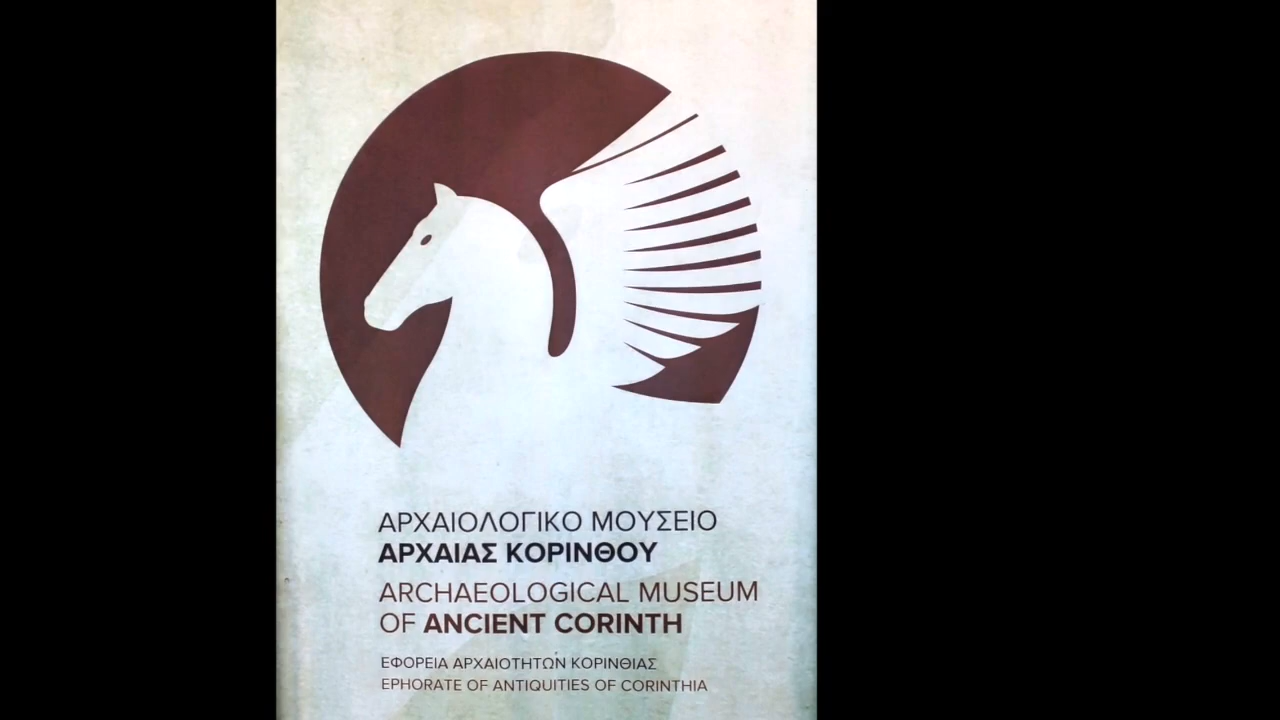 ΑΡΧΑΙΟΛΟΓΙΚΟ ΜΟΥΣΕΙΟ
ΑΡΧΑΙΑΣ ΚΟΡΙΝΘΟΥ
ARCHAEOLOGICAL MUSEUM
OF ANCIENT CORINTH
ΕΦΟΡΕΙΑ ΑΡΧΑΙΟΤΗΤΩΝ ΚΟΡΙΝΘΙΑΣ
EPHORATE OF ANTIQUITIES OF CORINTHIA